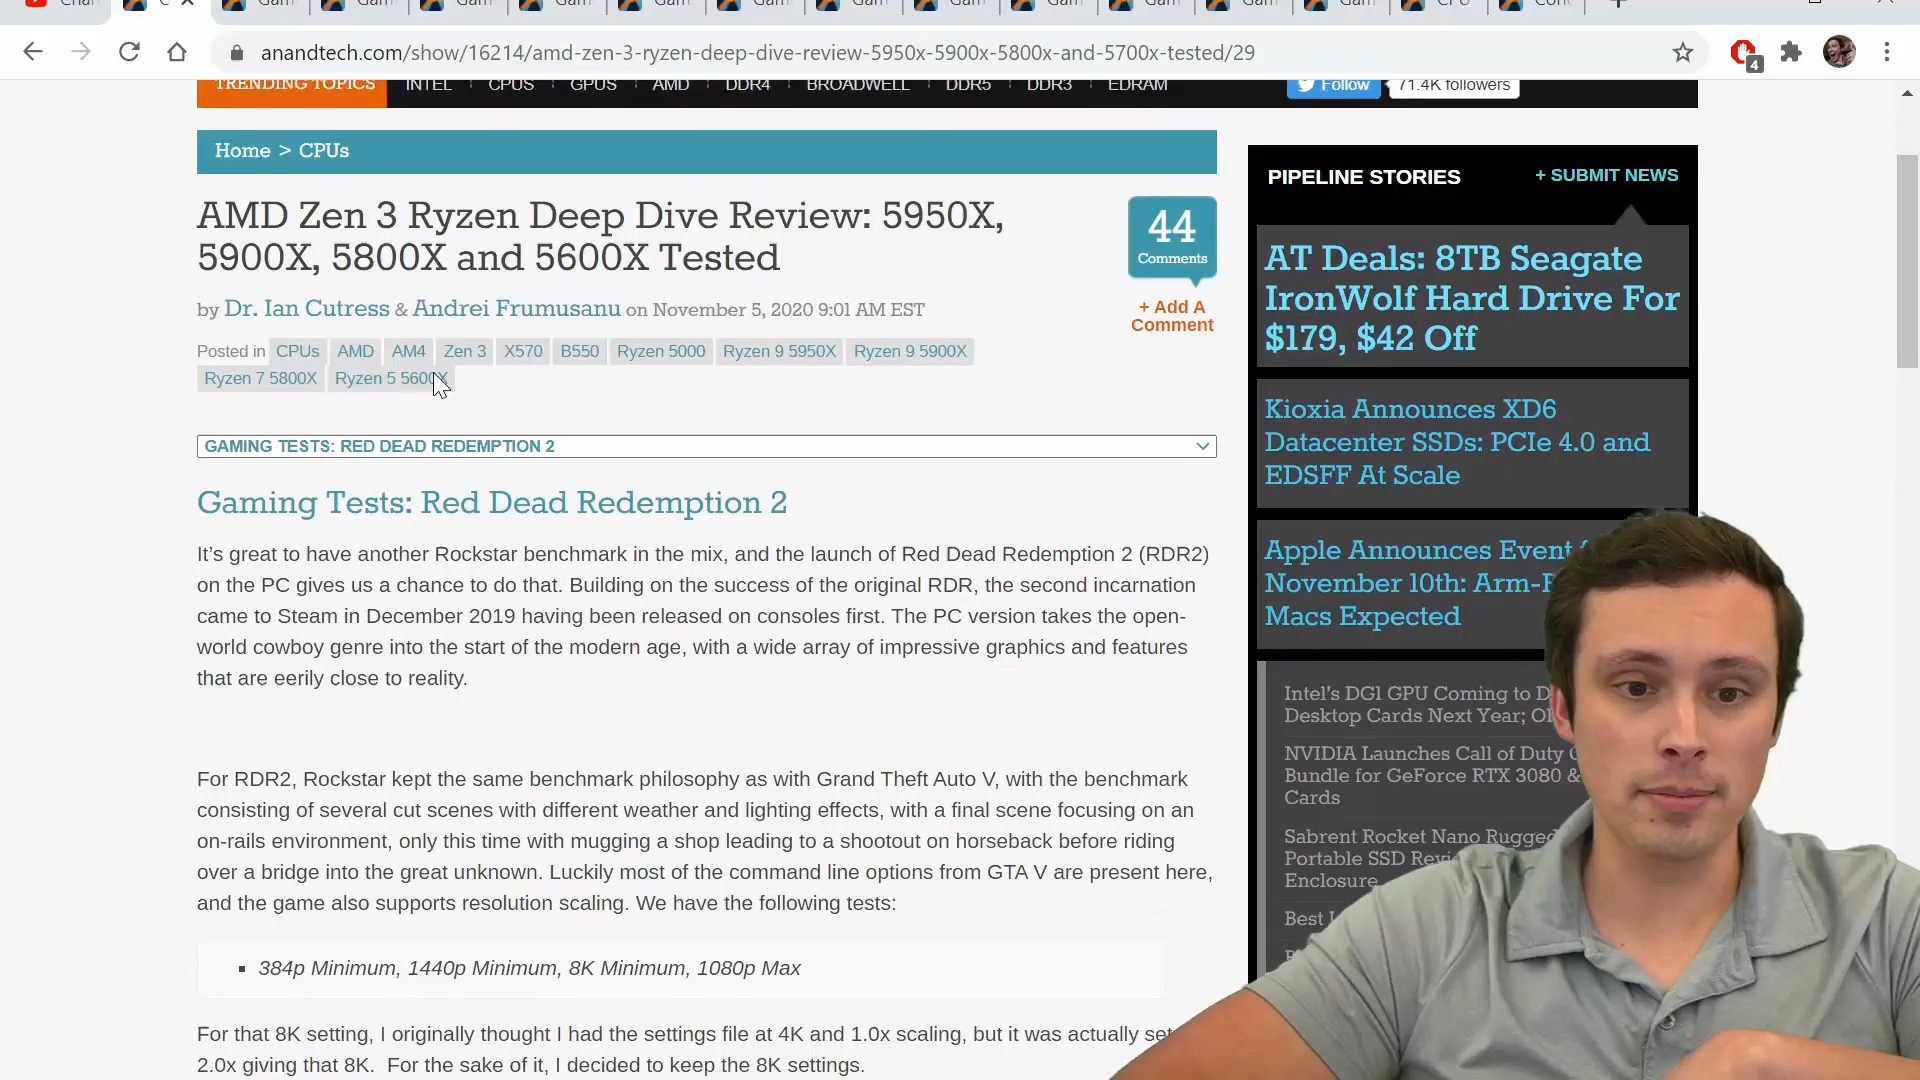 anandtech.com/show/16214/amd-zen-3-ryzen-deep-dive-review-5950x-5900x-5800x-and-5700x-tested/29
4
TRENDING TOPICS INTEL CPUS GPUS AMD DDR4 BROADWELL DDR5 DDR3 EDRAM
Follow 71.4K followers
Home > CPUs
AMD Zen 3 Ryzen Deep Dive Review: 5950X,
5900X, 5800X and 5600X Tested
44
Comments
+ Add A
Comment
by Dr. Ian Cutress & Andrei Frumusanu on November 5, 2020 9:01 AM EST
Posted in CPUs AMD AM4 Zen 3 X570 B550 Ryzen 5000 Ryzen 9 5950X Ryzen 9 5900X
Ryzen 7 5800X Ryzen 5 5600X
GAMING TESTS: RED DEAD REDEMPTION 2
Gaming Tests: Red Dead Redemption 2
It's great to have another Rockstar benchmark in the mix, and the launch of Red Dead Redemption 2 (RDR2)
on the PC gives us a chance to do that. Building on the success of the original RDR, the second incarnation
came to Steam in December 2019 having been released on consoles first. The PC version takes the open-
world cowboy genre into the start of the modern age, with a wide array of impressive graphics and features
that are eerily close to reality.
For RDR2, Rockstar kept the same benchmark philosophy as with Grand Theft Auto V, with the benchmark
consisting of several cut scenes with different weather and lighting effects, with a final scene focusing on an
on-rails environment, only this time with mugging a shop leading to a shootout on horseback before riding
over a bridge into the great unknown. Luckily most of the command line options from GTA V are present here,
and the game also supports resolution scaling. We have the following tests:
384p Minimum, 1440p Minimum, 8K Minimum, 1080p Max
For that 8K setting, I originally thought I had the settings file at 4K and 1.0x scaling, but it was actually
2.0x giving that 8K. For the sake of it, I decided to keep the 8K settings.
PIPELINE STORIES + SUBMIT NEWS
AT Deals: 8TB Seagate
IronWolf Hard Drive For
$179, $42 Off
Kioxia Announces XD6
Datacenter SSDs: PCIe 4.0 and
EDSFF At Scale
Apple Announces Event
November 10th:
Macs Expected
Intel's DG1 GPU Coming to
Desktop Cards Next Year;
NVIDIA Launches Call of Duty
Bundle for GeForce RTX 3080 &
Cards
Sabrent Rocket Nano Rugged
Portable SSD
Enclosure
Best